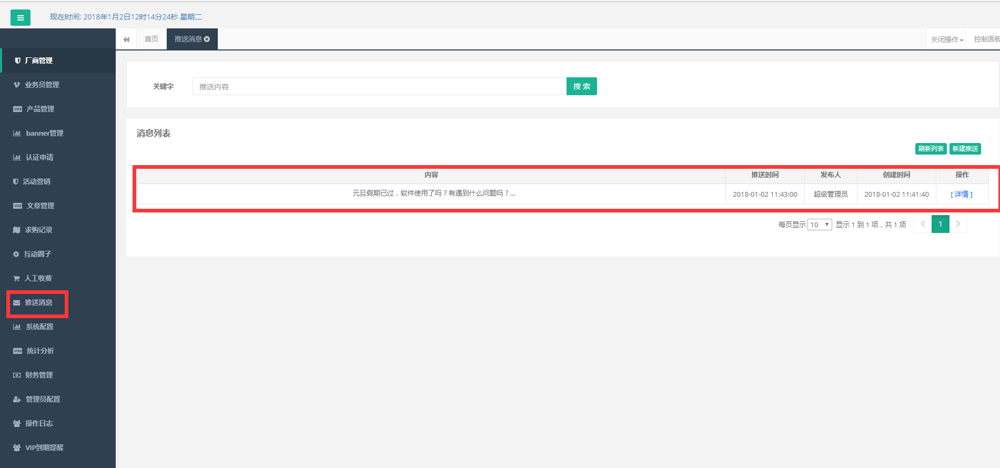 现在时间: 2018年1月2日12时14分24秒 星期二
首页
推送消息
关闭操作
控制面板
厂商管理
业务员管理
产品管理
banner管理
认证申请
活动营销
文章管理
求购记录
互动圈子
人工收费
推送消息
系统配置
统计分析
财务管理
管理员配置
操作日志
VIP到期提醒
关键字
推送内容
搜 索
消息列表
刷新列表
新建推送
内容 推送时间 发布人 创建时间 操作
元旦假期已过，软件使用了吗？有遇到什么问题吗？... 2018-01-02 11:43:00 超级管理员 2018-01-02 11:41:40 [ 详情 ]
每页显示 10 显示 1 到 1 项，共 1 项 1